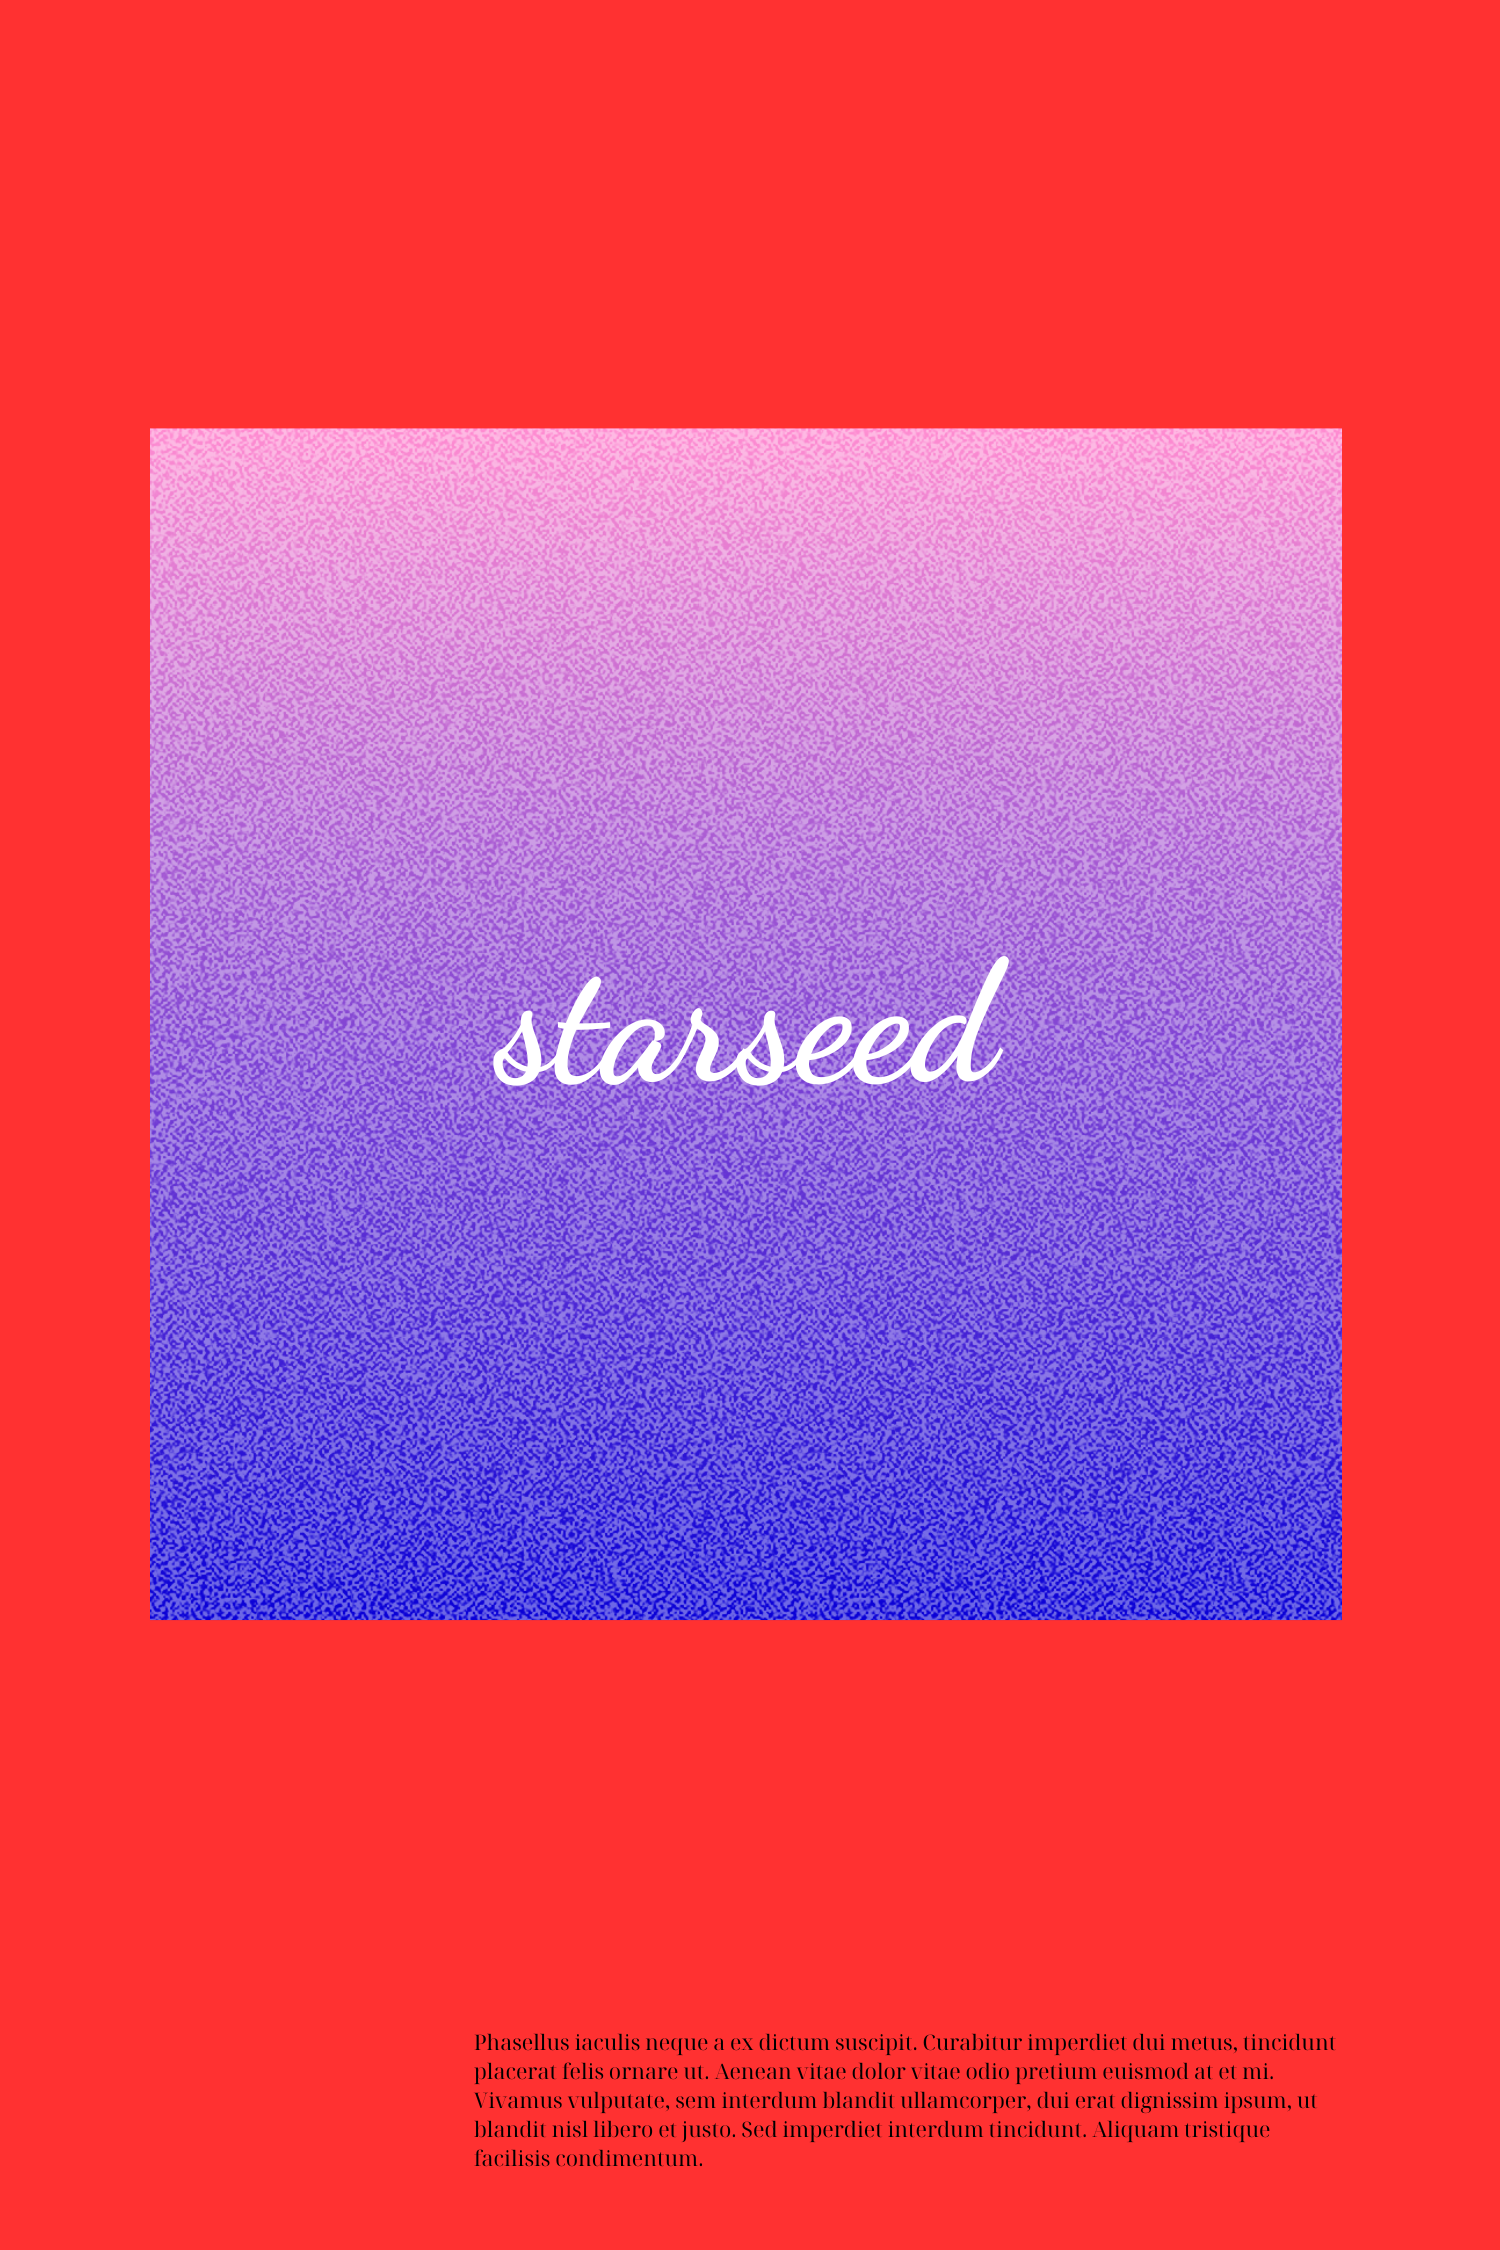 starseed
Phasellus iaculis neque a ex dictum suscipit. Curabitur imperdiet dui metus, tincidunt
placerat felis ornare ut. Aenean vitae dolor vitae odio pretium euismod at et mi.
Vivamus vulputate, sem interdum blandit ullamcorper, dui erat dignissim ipsum, ut
blandit nisl libero et justo. Sed imperdiet interdum tincidunt. Aliquam tristique
facilisis condimentum.